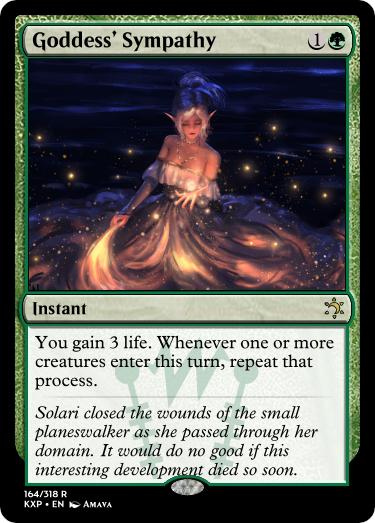 Goddess' Sympathy 1
Instant
You gain 3 life. Whenever one or more
creatures enter this turn, repeat that
process.
Solari closed the wounds of the small
planeswalker as she passed through her
domain. It would do no good if this
interesting development died so soon.
164/318 R
KXP • EN AMAVA